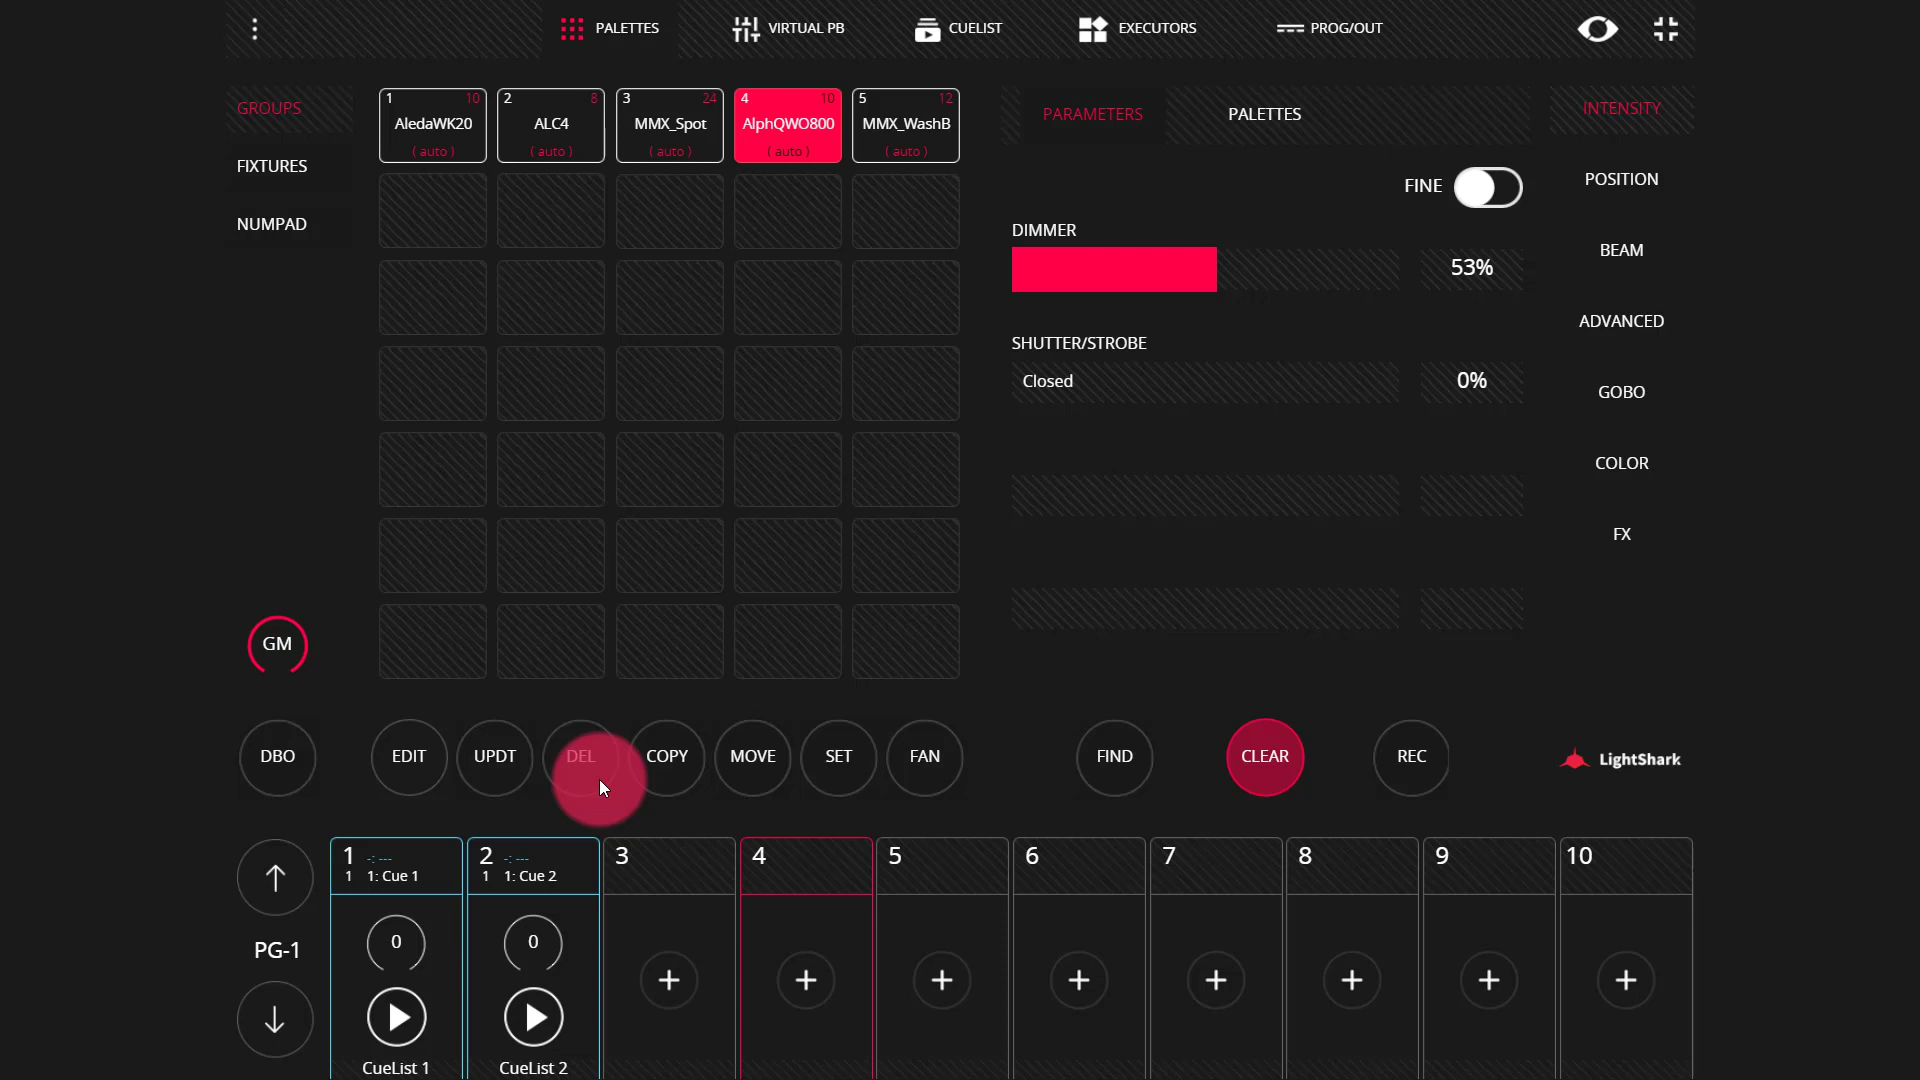 PALETTES
VIRTUAL PB
CUELIST
EXECUTORS
PROG/OUT
GROUPS
FIXTURES
NUMPAD
1 10
AledaWK20
( auto )
2 8
ALC4
( auto )
3 24
MMX_Spot
( auto )
4 10
AlphQWO800
( auto )
5 12
MMX_WashB
( auto )
PARAMETERS
PALETTES
FINE
DIMMER
53%
SHUTTER/STROBE
Closed
0%
INTENSITY
POSITION
BEAM
ADVANCED
GOBO
COLOR
FX
GM
DBO
EDIT
UPDT
DEL
COPY
MOVE
SET
FAN
FIND
CLEAR
REC
LightShark
PG-1
1 -: ---
1 1: Cue 1
0
CueList 1
2 -: ---
1 1: Cue 2
0
CueList 2
3
+
4
+
5
+
6
+
7
+
8
+
9
+
10
+